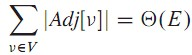 ∑_{ν∈V} |Adj[ν]| = Θ(E)